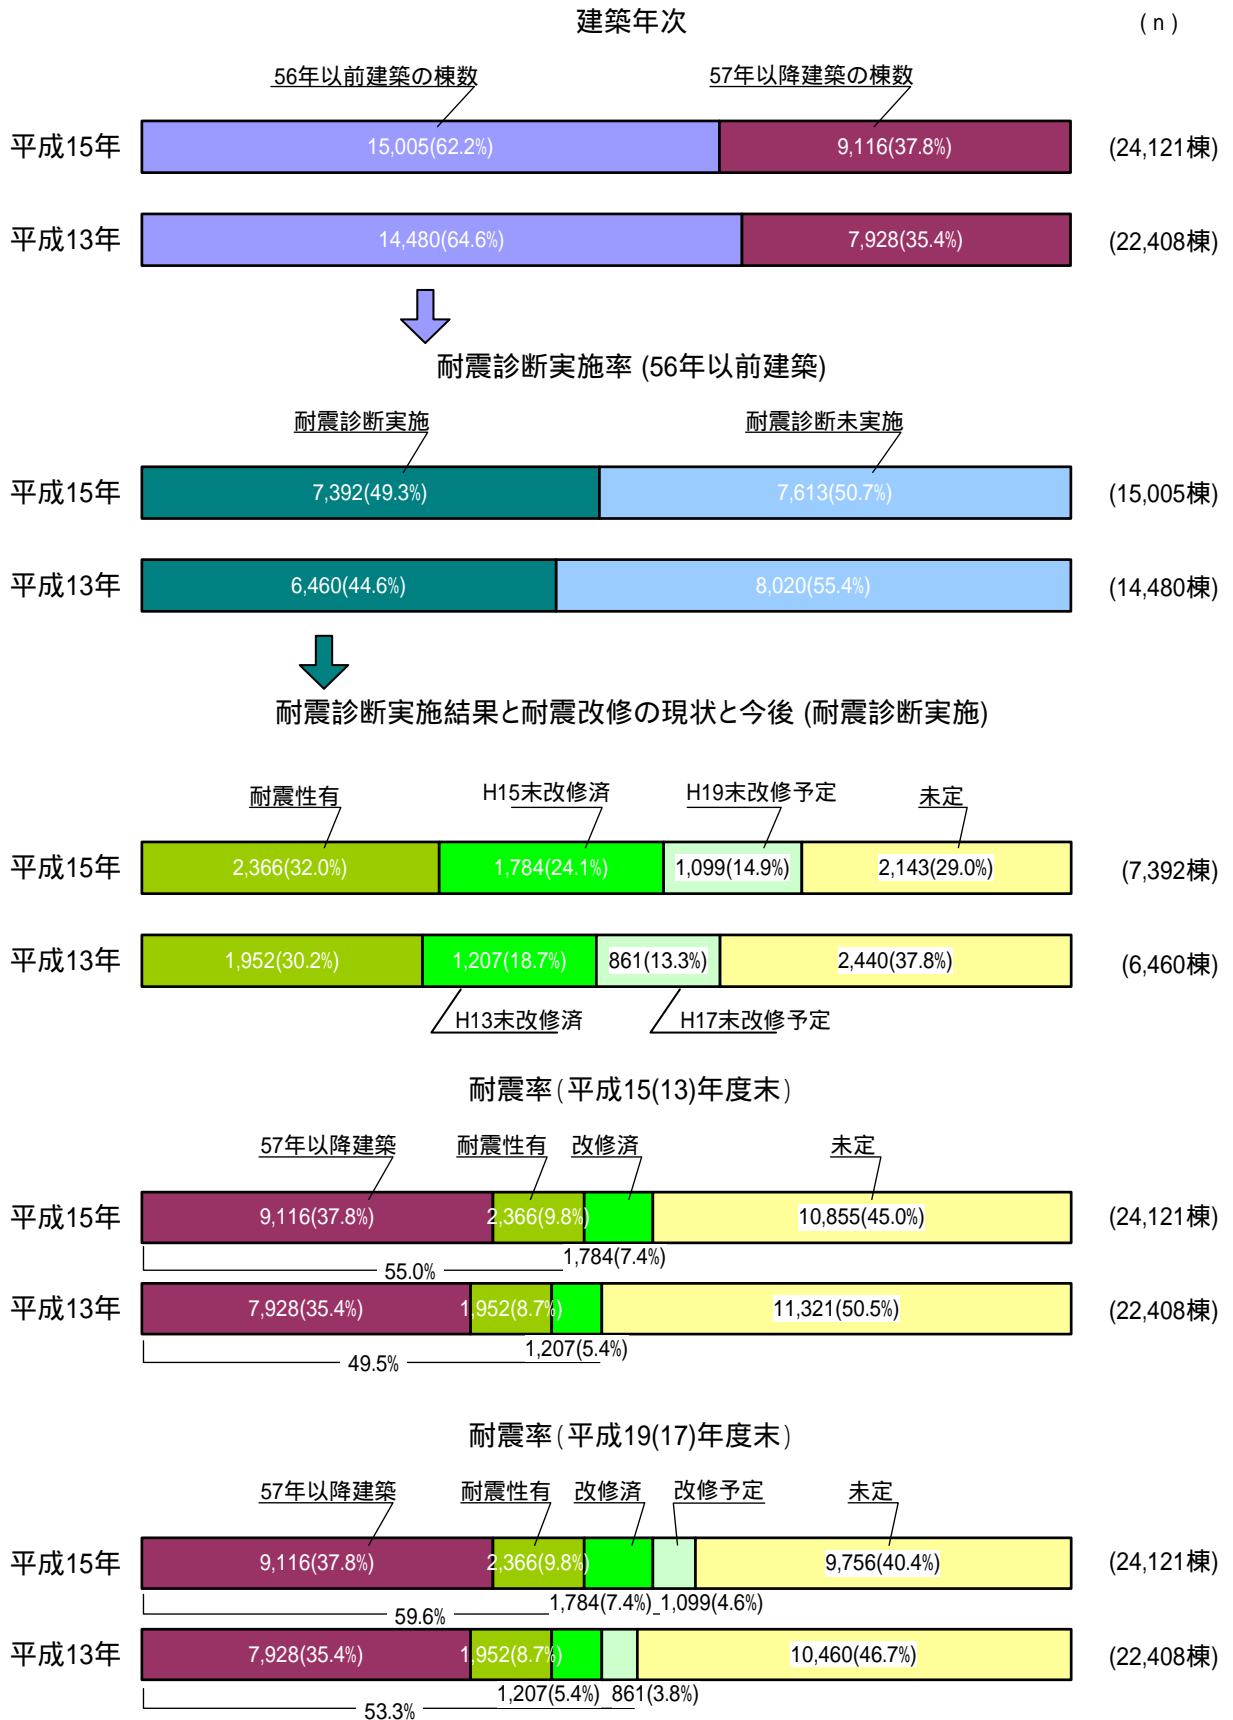 建築年次 (n)
56年以前建築の棟数 57年以降建築の棟数
平成15年 15,005(62.2%) 9,116(37.8%) (24,121棟)
平成13年 14,480(64.6%) 7,928(35.4%) (22,408棟)
耐震診断実施率 (56年以前建築)
耐震診断実施 耐震診断未実施
平成15年 7,392(49.3%) 7,613(50.7%) (15,005棟)
平成13年 6,460(44.6%) 8,020(55.4%) (14,480棟)
耐震診断実施結果と耐震改修の現状と今後 (耐震診断実施)
耐震性有 H15末改修済 H19末改修予定 未定
平成15年 2,366(32.0%) 1,784(24.1%) 1,099(14.9%) 2,143(29.0%) (7,392棟)
平成13年 1,952(30.2%) 1,207(18.7%) 861(13.3%) 2,440(37.8%) (6,460棟)
H13末改修済 H17末改修予定
耐震率(平成15(13)年度末)
57年以降建築 耐震性有 改修済 未定
平成15年 9,116(37.8%) 2,366(9.8%) 10,855(45.0%) (24,121棟)
1,784(7.4%)
55.0%
平成13年 7,928(35.4%) 1,952(8.7%) 11,321(50.5%) (22,408棟)
1,207(5.4%)
49.5%
耐震率(平成19(17)年度末)
57年以降建築 耐震性有 改修済 改修予定 未定
平成15年 9,116(37.8%) 2,366(9.8%) 9,756(40.4%) (24,121棟)
1,784(7.4%) 1,099(4.6%)
59.6%
平成13年 7,928(35.4%) 1,952(8.7%) 10,460(46.7%) (22,408棟)
1,207(5.4%) 861(3.8%)
53.3%